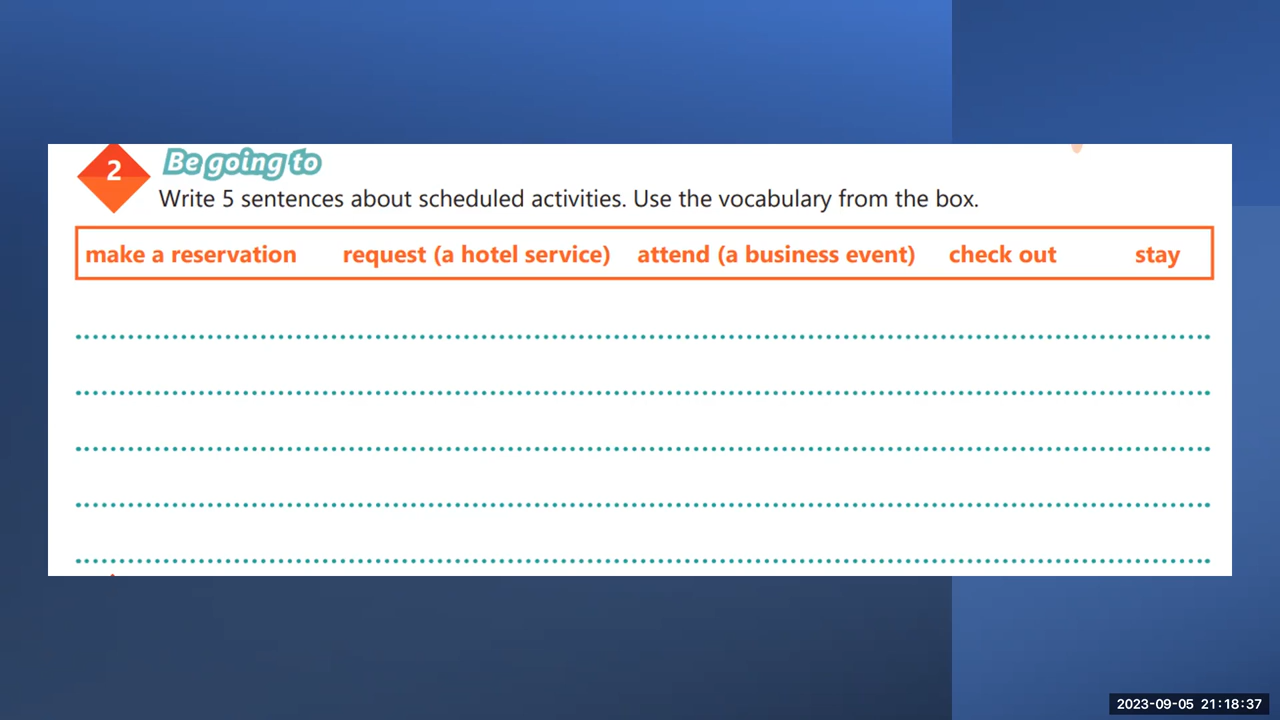 2
Be going to
Write 5 sentences about scheduled activities. Use the vocabulary from the box.
make a reservation request (a hotel service) attend (a business event) check out stay
2023-09-05 21:18:37